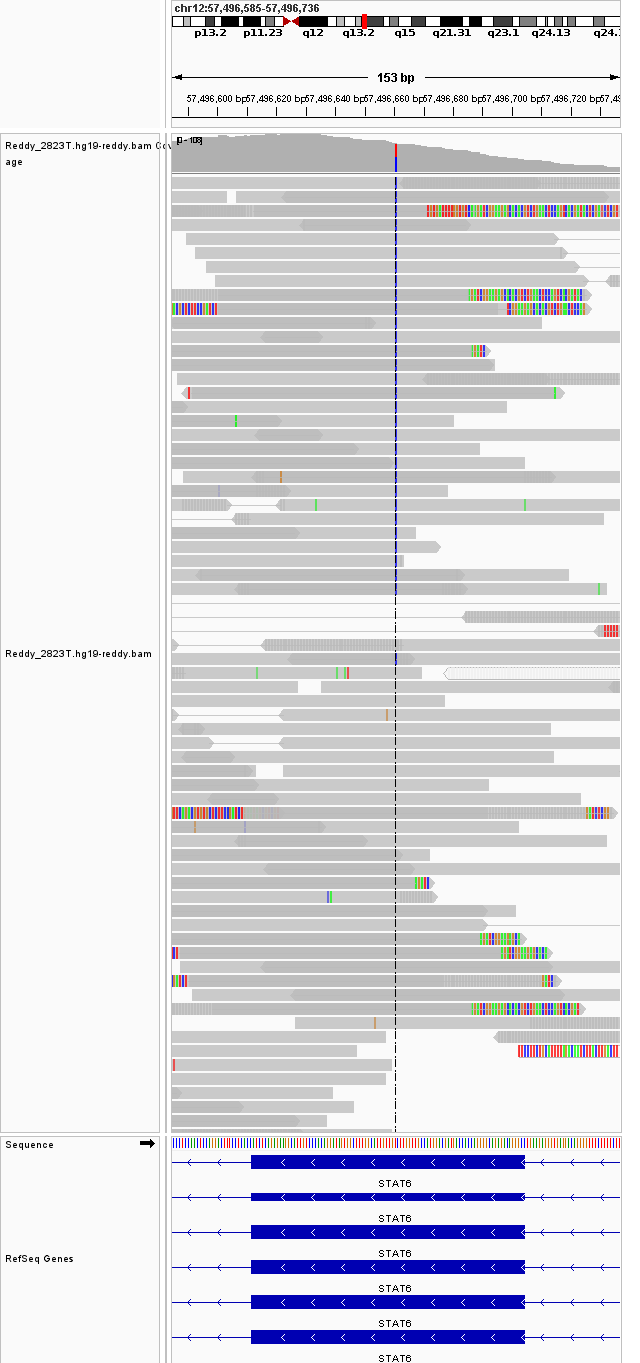 chr12:57,496,585-57,496,736
p13.2 p11.23 q12 q13.2 q15 q21.31 q23.1 q24.13 q24.
153 bp
57,496,600 bp 57,496,620 bp 57,496,640 bp 57,496,660 bp 57,496,680 bp 57,496,700 bp 57,496,720 bp 57,49
Reddy_2823T.hg19-reddy.bam Cov
age
Reddy_2823T.hg19-reddy.bam
Sequence
STAT6
STAT6
STAT6
RefSeq Genes
STAT6
STAT6
STAT6